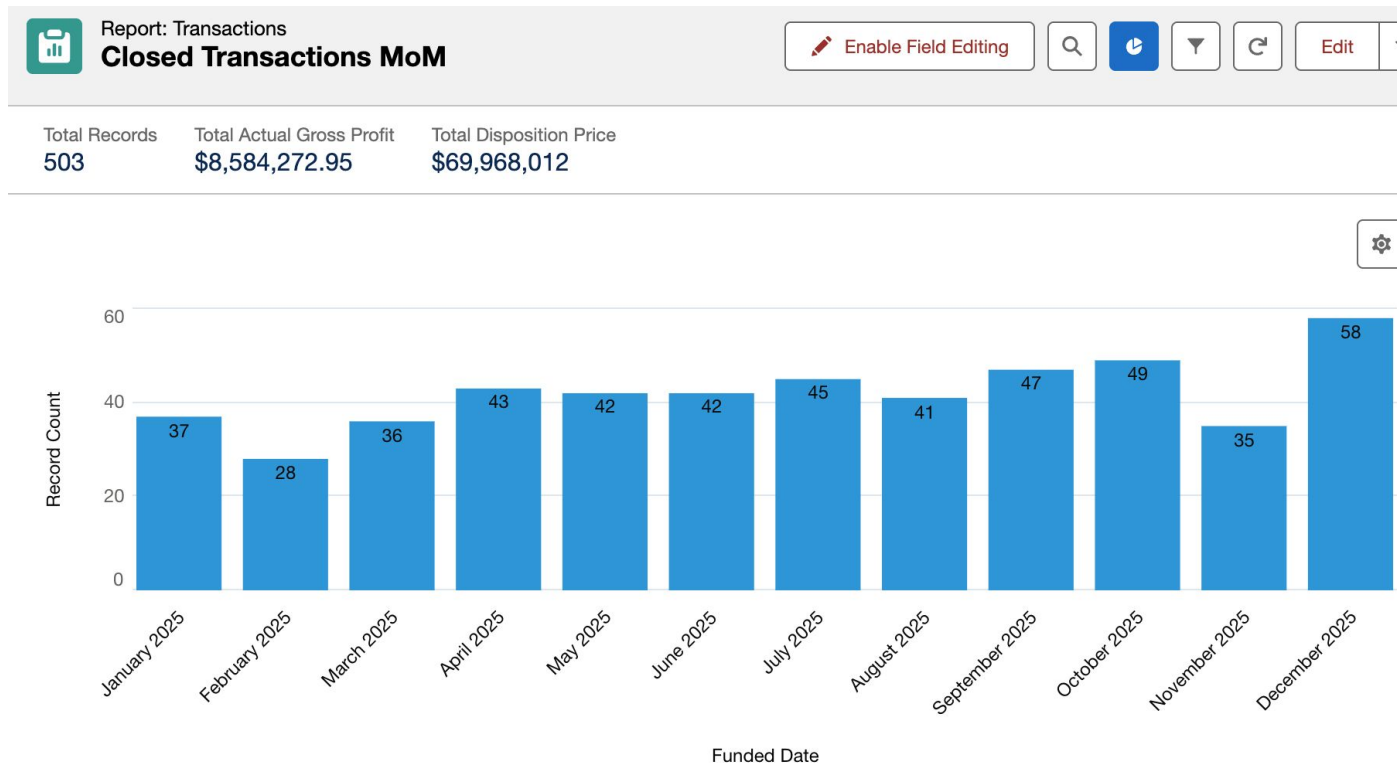 Report: Transactions
Closed Transactions MoM
Enable Field Editing
Edit
Total Records
Total Actual Gross Profit
Total Disposition Price
503
$8,584,272.95
$69,968,012
60
40
20
0
Record Count
37
28
36
43
42
42
45
41
47
49
35
58
January 2025
February 2025
March 2025
April 2025
May 2025
June 2025
July 2025
August 2025
September 2025
October 2025
November 2025
December 2025
Funded Date